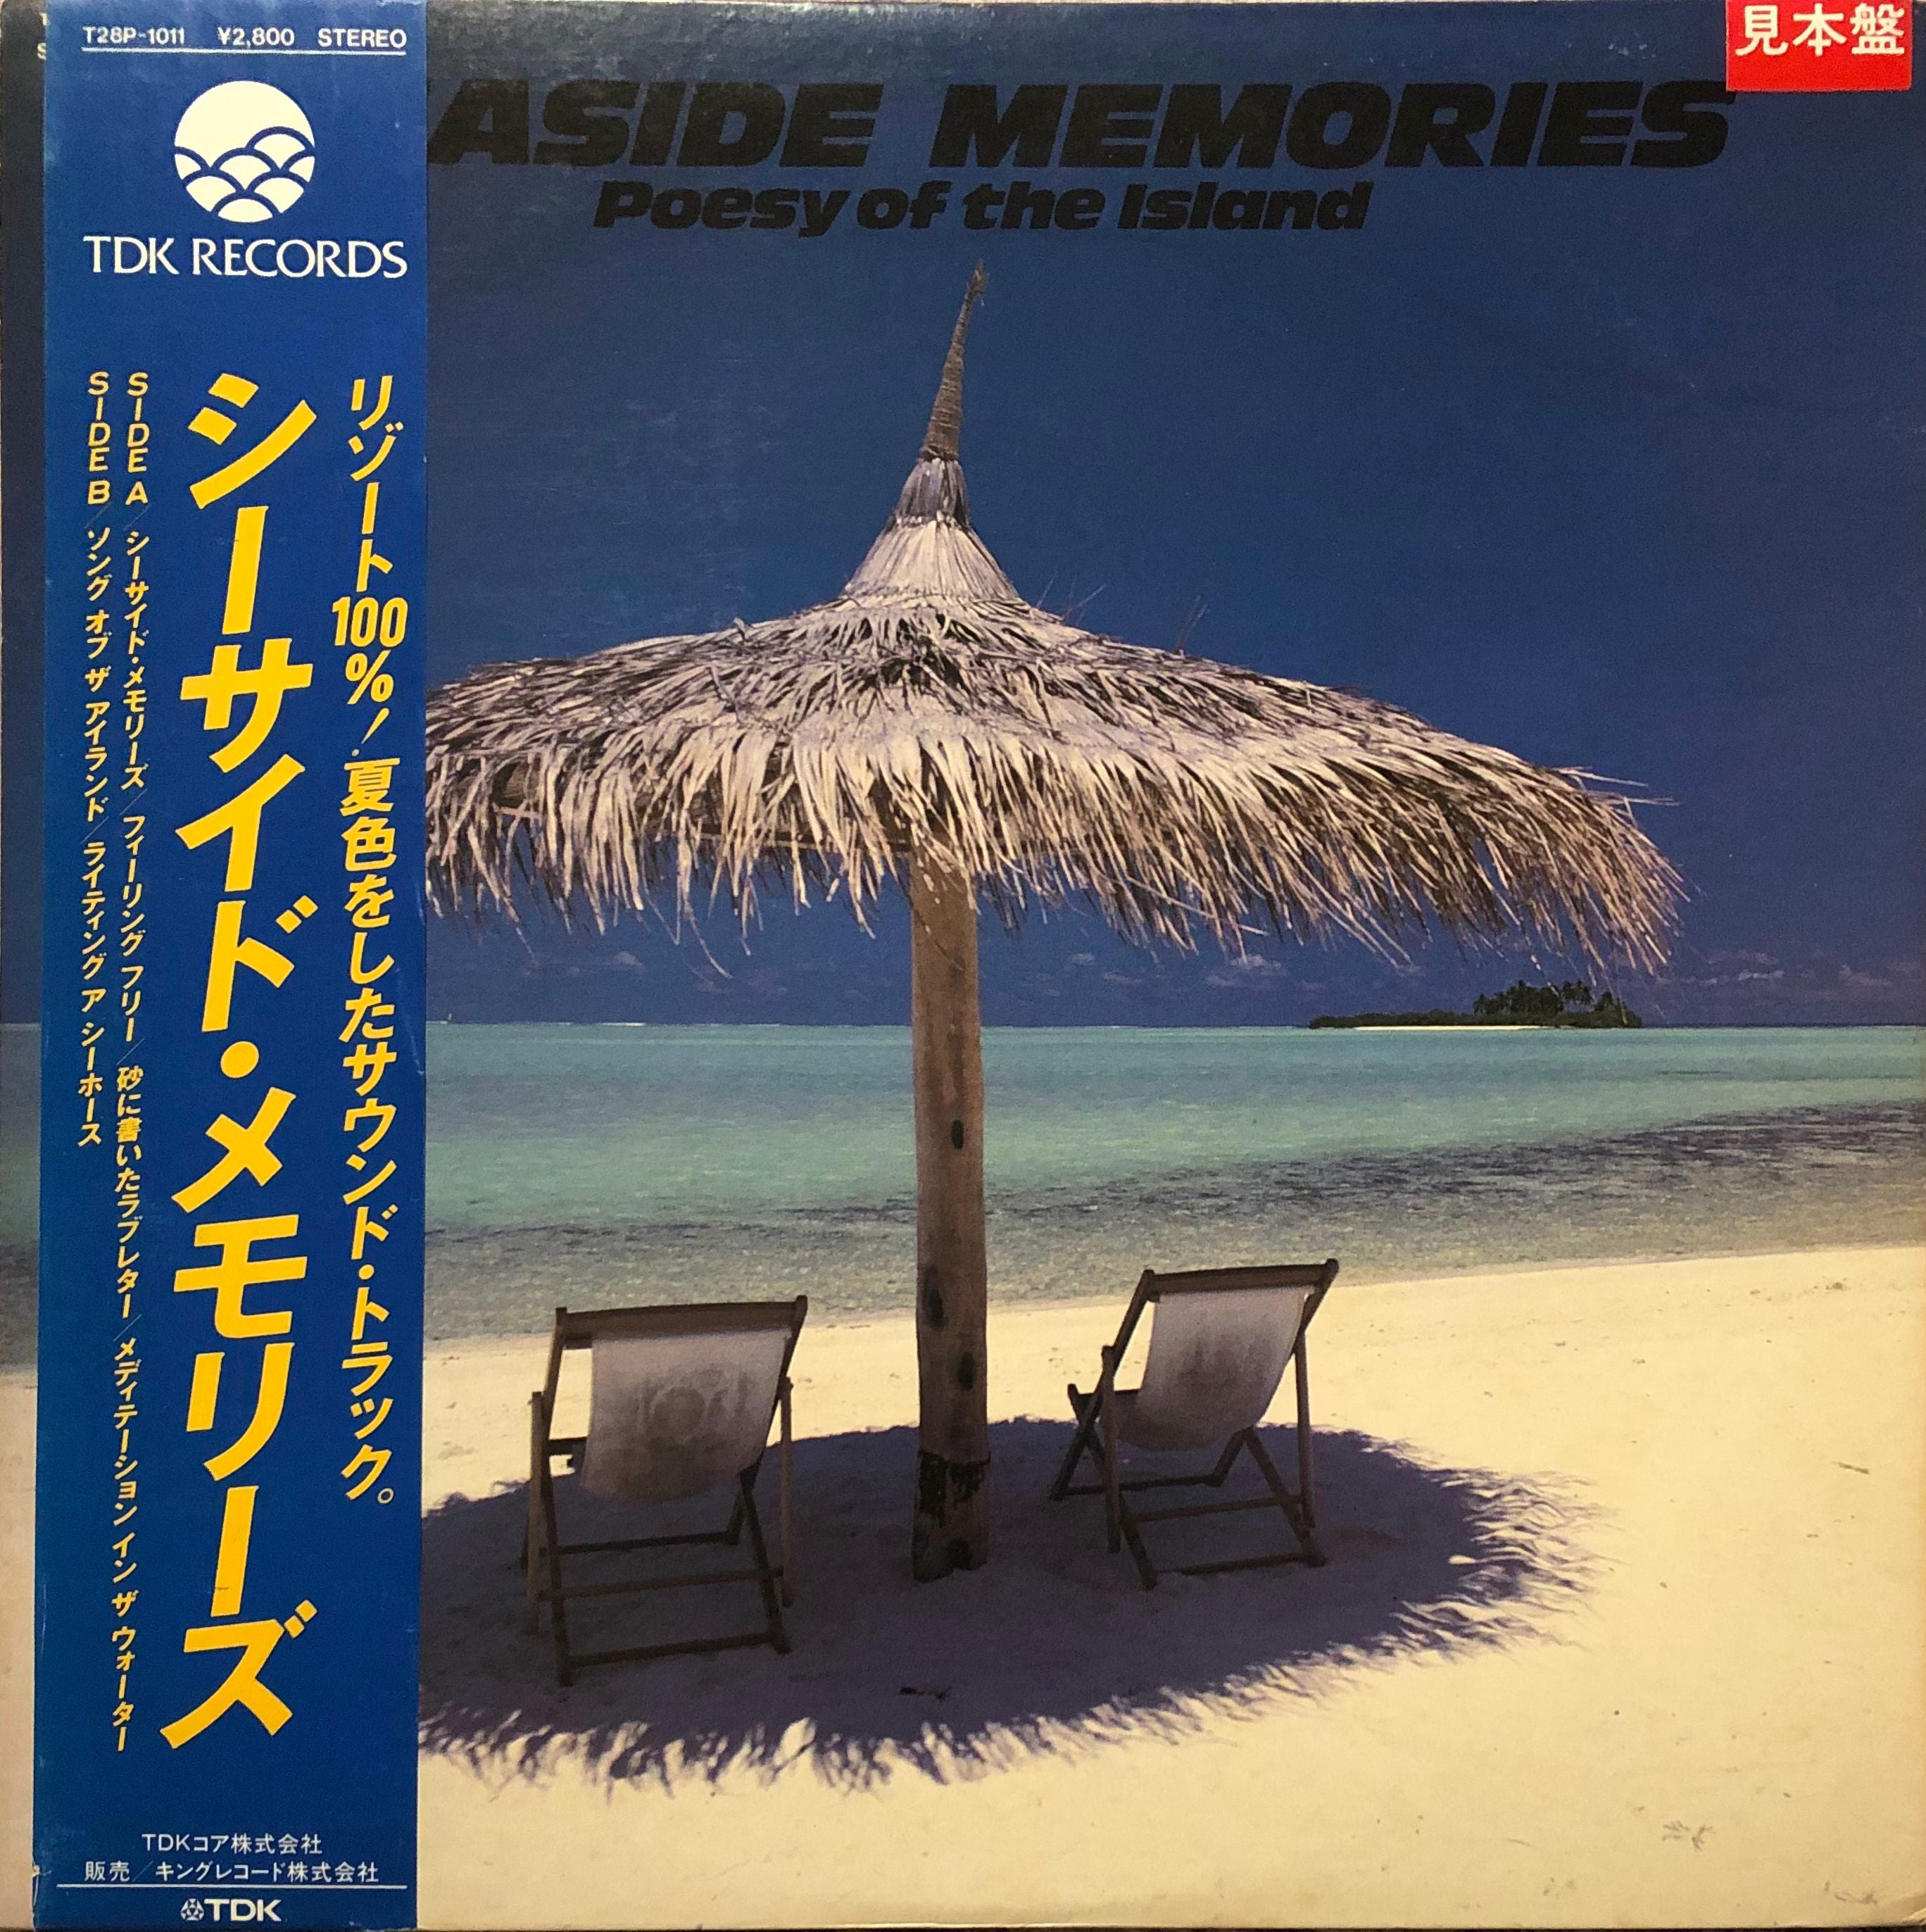 T28P-1011 ¥2,800 STEREO
TDK RECORDS
リゾート100%!夏色をしたサウンド・トラック。
シーサイド・メモリーズ
SIDE A/シーサイド・メモリーズ/フィーリング フリー/砂に書いたラブレター/メディテーション イン ザ ウォーター
SIDE B/ソング オブ ザ アイランド/ライティング ア シーホース
TDKコア株式会社
販売/キングレコード株式会社
TDK
見本盤
ASIDE MEMORIES
Poesy of the Island